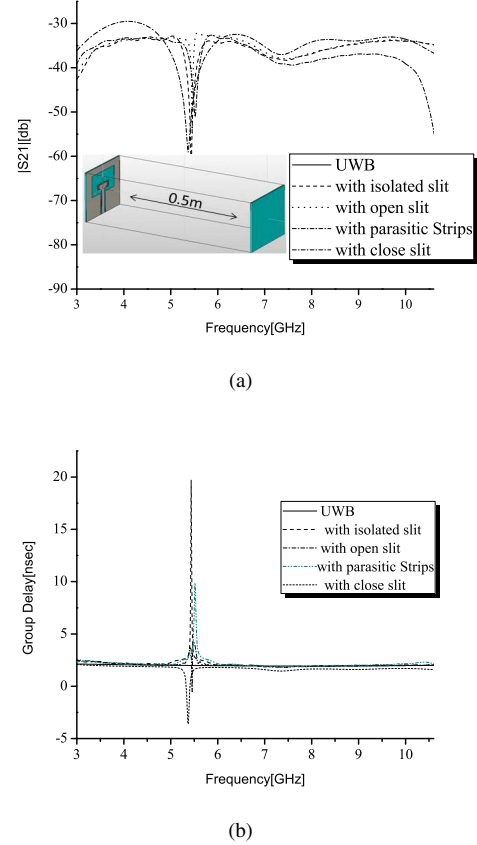 -30
-40
-50
-60
-70
-80
-90
|S21|[db]
0.5m
UWB
with isolated slit
with open slit
with parasitic Strips
with close slit
3 4 5 6 7 8 9 10
Frequency[GHz]
(a)
20
15
10
5
0
-5
Group Delay[nsec]
UWB
with isolated slit
with open slit
with parasitic Strips
with close slit
3 4 5 6 7 8 9 10
Frequency[GHz]
(b)